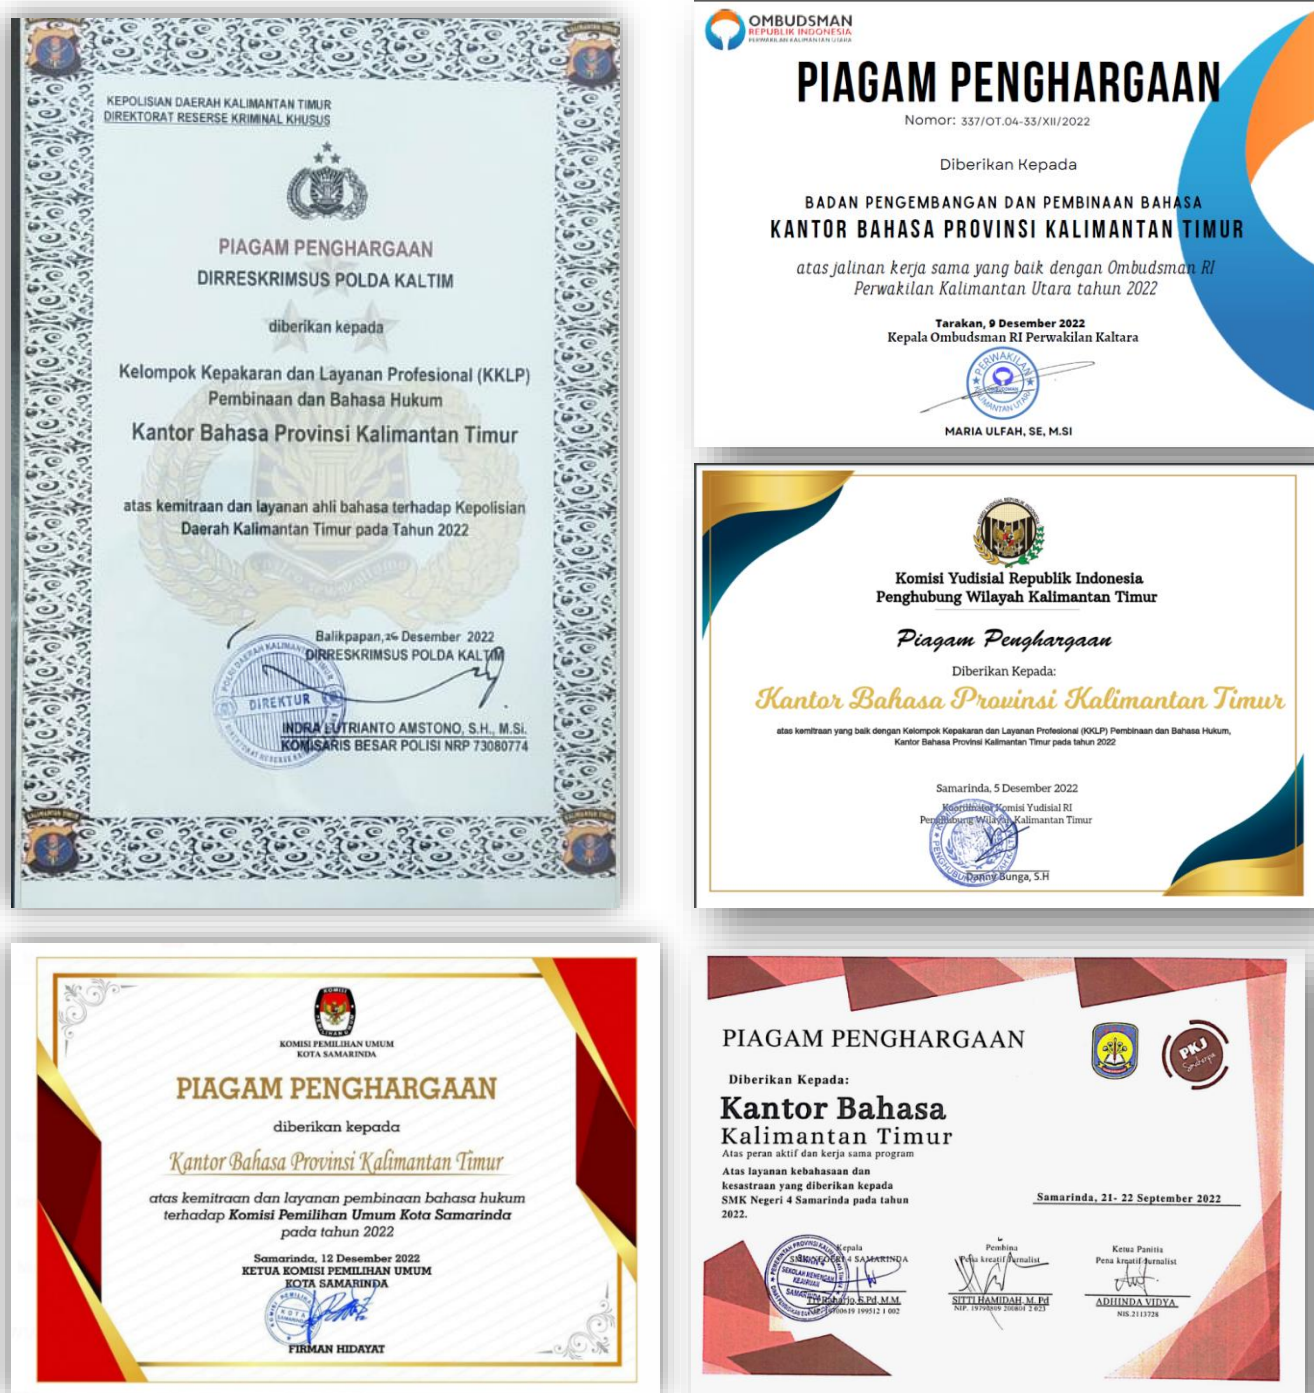 KEPOLISIAN DAERAH KALIMANTAN TIMUR
DIREKTORAT RESERSE KRIMINAL KHUSUS
PIAGAM PENGHARGAAN
DIRRESKRIMSUS POLDA KALTIM
diberikan kepada
Kelompok Kepakaran dan Layanan Profesional (KKLP)
Pembinaan dan Bahasa Hukum
Kantor Bahasa Provinsi Kalimantan Timur
atas kemitraan dan layanan ahli bahasa terhadap Kepolisian
Daerah Kalimantan Timur pada Tahun 2022
Balikpapan, 26 Desember 2022
DIRRESKRIMSUS POLDA KALTIM
DIREKTUR
INDRA LUTRIANTO AMSTONO, S.H., M.Si.
KOMISARIS BESAR POLISI NRP 73080774
OMBUDSMAN
REPUBLIK INDONESIA
PERWAKILAN KALIMANTAN UTARA
PIAGAM PENGHARGAAN
Nomor: 337/OT.04-33/XII/2022
Diberikan Kepada
BADAN PENGEMBANGAN DAN PEMBINAAN BAHASA
KANTOR BAHASA PROVINSI KALIMANTAN TIMUR
atas jalinan kerja sama yang baik dengan Ombudsman RI
Perwakilan Kalimantan Utara tahun 2022
Tarakan, 9 Desember 2022
Kepala Ombudsman RI Perwakilan Kaltara
MARIA ULFAH, SE, M.SI
Komisi Yudisial Republik Indonesia
Penghubung Wilayah Kalimantan Timur
Piagam Penghargaan
Diberikan Kepada:
Kantor Bahasa Provinsi Kalimantan Timur
atas kemitraan yang baik dengan Kelompok Kepakaran dan Layanan Profesional (KKLP) Pembinaan dan Bahasa Hukum,
Kantor Bahasa Provinsi Kalimantan Timur pada tahun 2022
Samarinda, 5 Desember 2022
Koordinator Komisi Yudisial RI
Penghubung Wilayah Kalimantan Timur
Danny Bunga, S.H
KOMISI PEMILIHAN UMUM
KOTA SAMARINDA
PIAGAM PENGHARGAAN
diberikan kepada
Kantor Bahasa Provinsi Kalimantan Timur
atas kemitraan dan layanan pembinaan bahasa hukum
terhadap Komisi Pemilihan Umum Kota Samarinda
pada tahun 2022
Samarinda, 12 Desember 2022
KETUA KOMISI PEMILIHAN UMUM
KOTA SAMARINDA
FIRMAN HIDAYAT
PIAGAM PENGHARGAAN
PKJ
Diberikan Kepada:
Kantor Bahasa
Kalimantan Timur
Atas peran aktif dan kerja sama program
Atas layanan kebahasaan dan
kesastraan yang diberikan kepada
SMK Negeri 4 Samarinda pada tahun
2022.
Samarinda, 21- 22 September 2022
Kepala
SMK NEGERI 4 SAMARINDA
S.Pd, M.M.
Pembina
Pena kreatif Jurnalist
SITTI HAMIDAH, M. Pd
Ketua Panitia
Pena kreatif Jurnalist
ADHINDA VIDYA
NIS.2113728